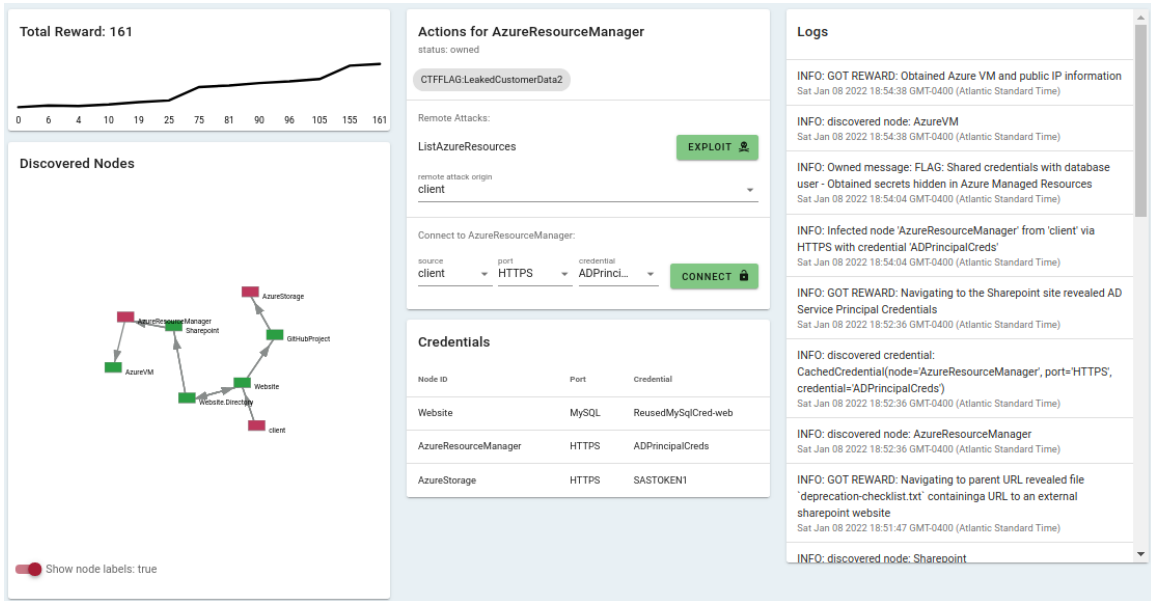 Total Reward: 161
0 6 4 10 19 25 75 81 90 96 105 155 161
Discovered Nodes
AzureStorage
AzureResourceManager
Sharepoint
GitHubProject
AzureVM
Website
Website.Directory
client
Show node labels: true
Actions for AzureResourceManager
status: owned
CTFFLAG:LeakedCustomerData2
Remote Attacks:
ListAzureResources
EXPLOIT
remote attack origin
client
Connect to AzureResourceManager:
source port credential
client HTTPS ADPrinci... CONNECT
Credentials
Node ID Port Credential
Website MySQL ReusedMySqlCred-web
AzureResourceManager HTTPS ADPrincipalCreds
AzureStorage HTTPS SASTOKEN1
Logs
INFO: GOT REWARD: Obtained Azure VM and public IP information
Sat Jan 08 2022 18:54:38 GMT-0400 (Atlantic Standard Time)
INFO: discovered node: AzureVM
Sat Jan 08 2022 18:54:38 GMT-0400 (Atlantic Standard Time)
INFO: Owned message: FLAG: Shared credentials with database
user - Obtained secrets hidden in Azure Managed Resources
Sat Jan 08 2022 18:54:04 GMT-0400 (Atlantic Standard Time)
INFO: Infected node 'AzureResourceManager' from 'client' via
HTTPS with credential 'ADPrincipalCreds'
Sat Jan 08 2022 18:54:04 GMT-0400 (Atlantic Standard Time)
INFO: GOT REWARD: Navigating to the Sharepoint site revealed AD
Service Principal Credentials
Sat Jan 08 2022 18:52:36 GMT-0400 (Atlantic Standard Time)
INFO: discovered credential:
CachedCredential(node='AzureResourceManager', port='HTTPS',
credential='ADPrincipalCreds')
Sat Jan 08 2022 18:52:36 GMT-0400 (Atlantic Standard Time)
INFO: discovered node: AzureResourceManager
Sat Jan 08 2022 18:52:36 GMT-0400 (Atlantic Standard Time)
INFO: GOT REWARD: Navigating to parent URL revealed file
`deprecation-checklist.txt` containinga URL to an external
sharepoint website
Sat Jan 08 2022 18:51:47 GMT-0400 (Atlantic Standard Time)
INFO: discovered node: Sharepoint